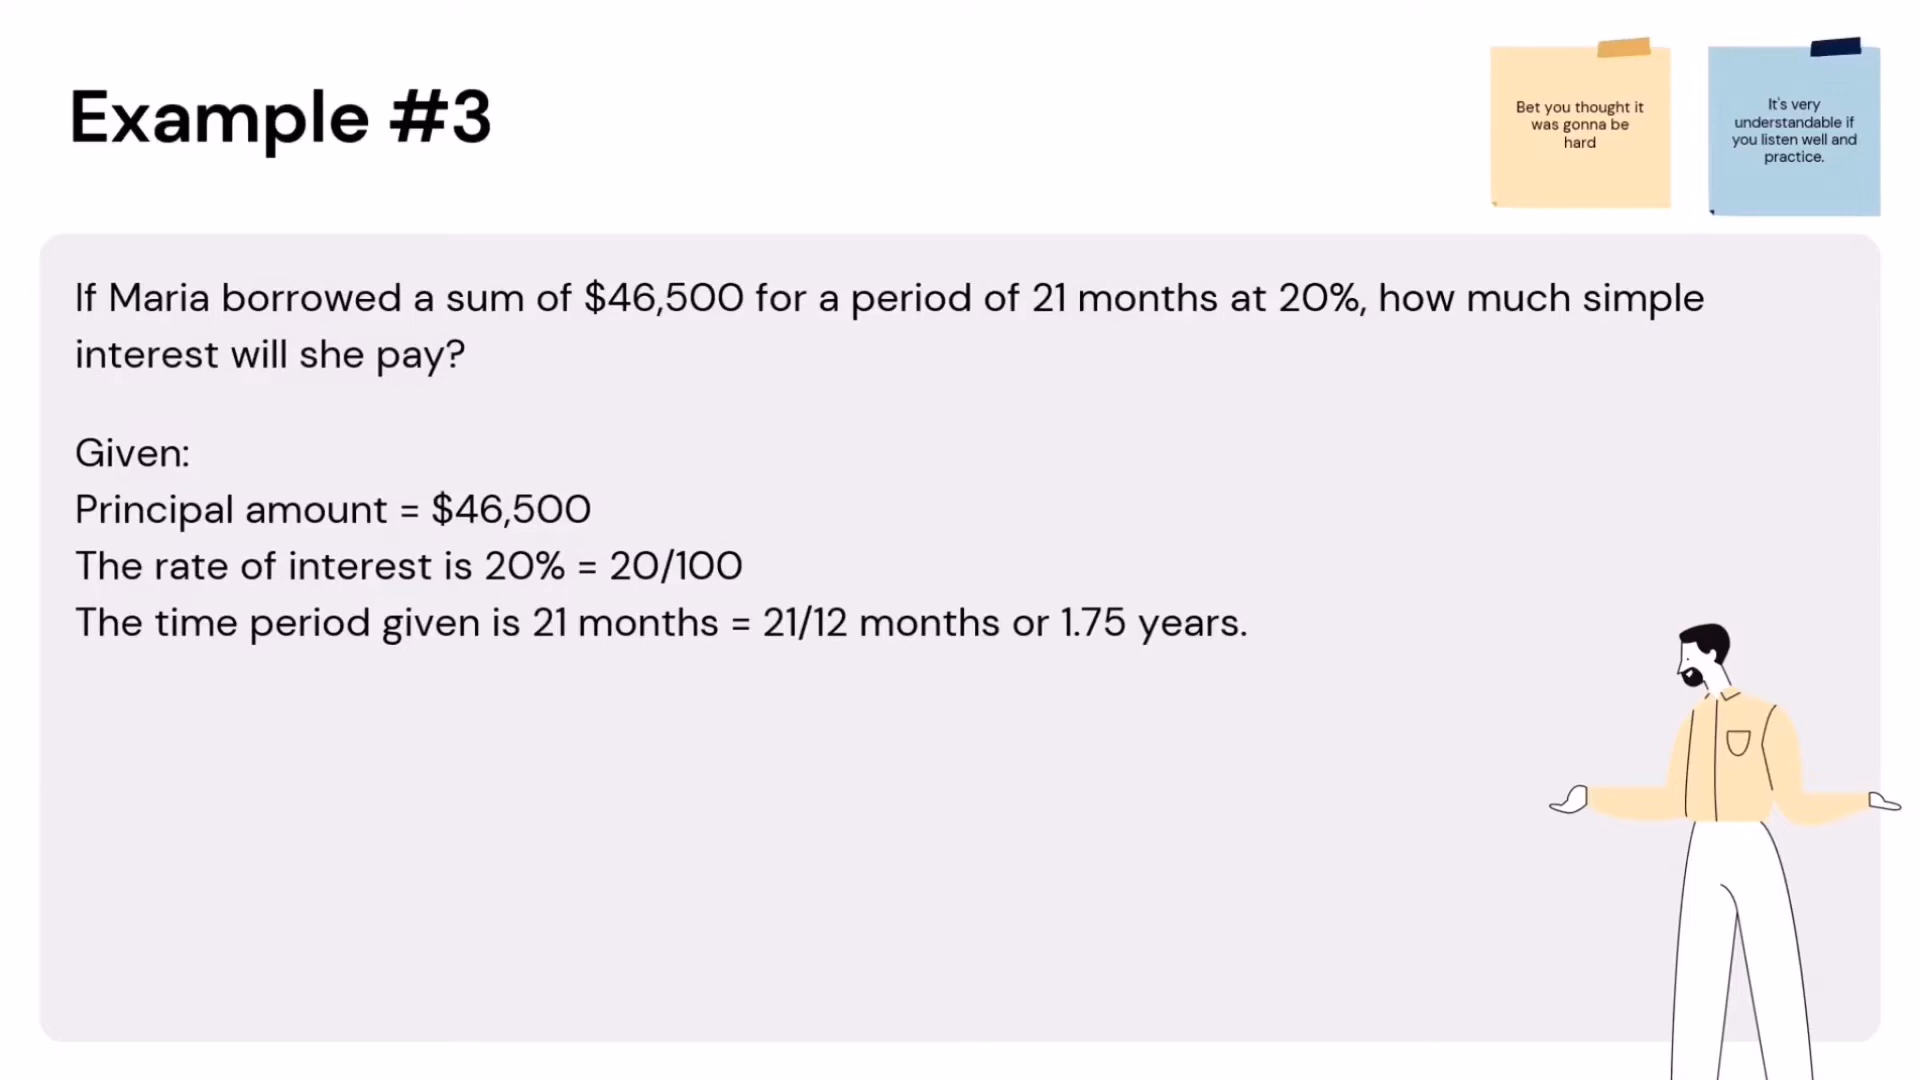 Example #3
Bet you thought it
was gonna be
hard
It's very
understandable if
you listen well and
practice.
If Maria borrowed a sum of $46,500 for a period of 21 months at 20%, how much simple
interest will she pay?
Given:
Principal amount = $46,500
The rate of interest is 20% = 20/100
The time period given is 21 months = 21/12 months or 1.75 years.